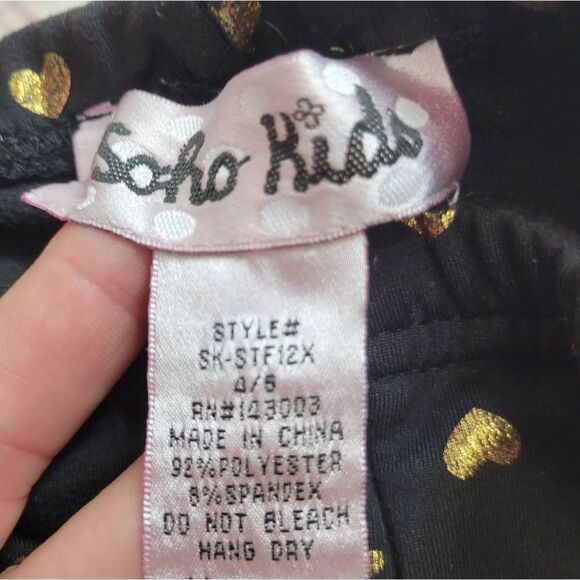 Soho Kids
STYLE#
SK-STF12X
4/6
RN#143003
MADE IN CHINA
92%POLYESTER
8%SPANDEX
DO NOT BLEACH
HANG DRY